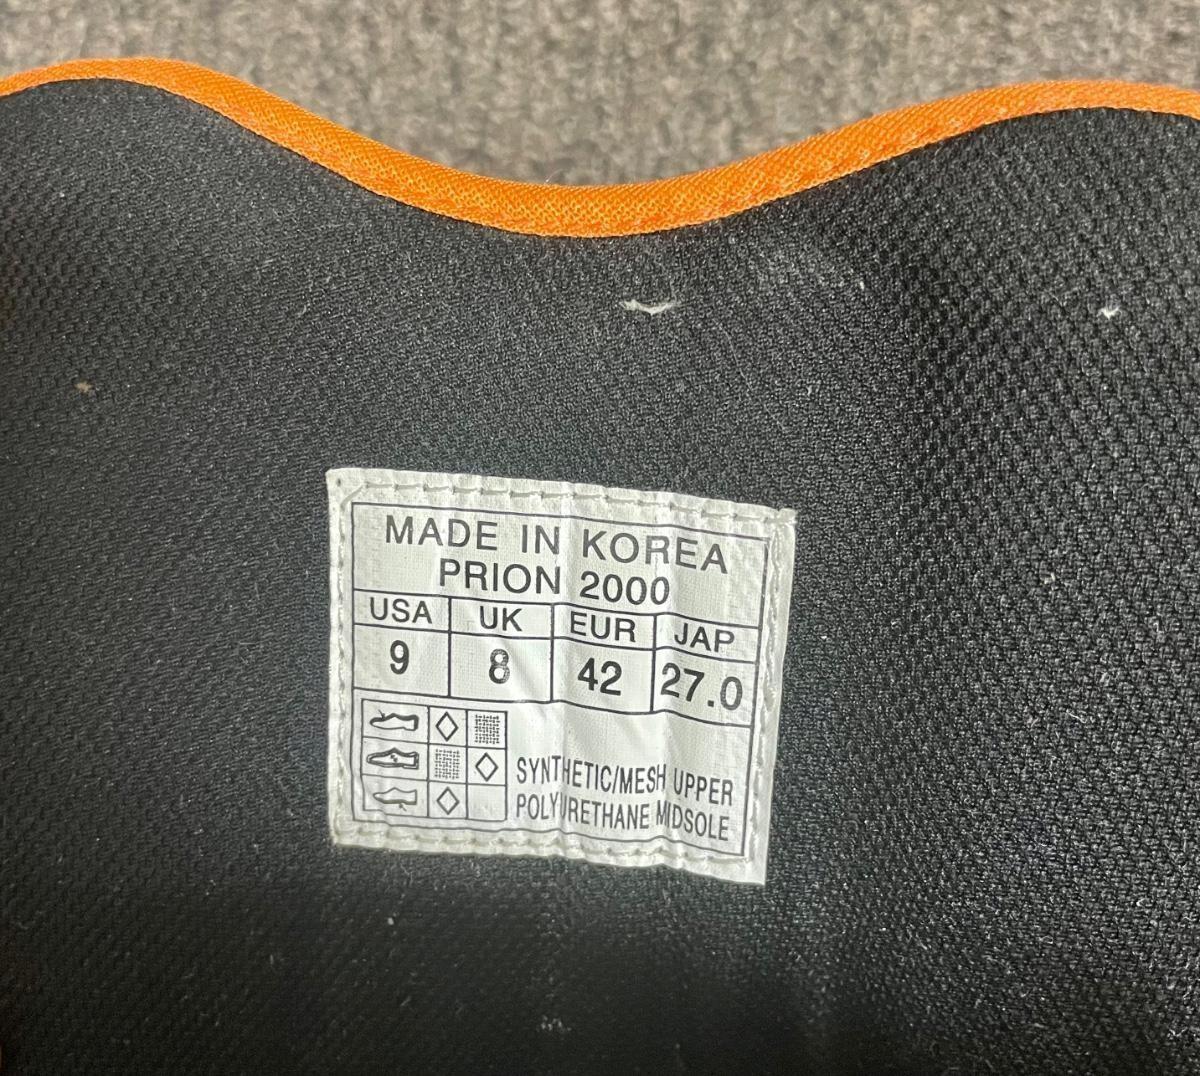 MADE IN KOREA
PRION 2000
USA UK EUR JAP
9 8 42 27.0
SYNTHETIC/MESH UPPER
POLYURETHANE MIDSOLE